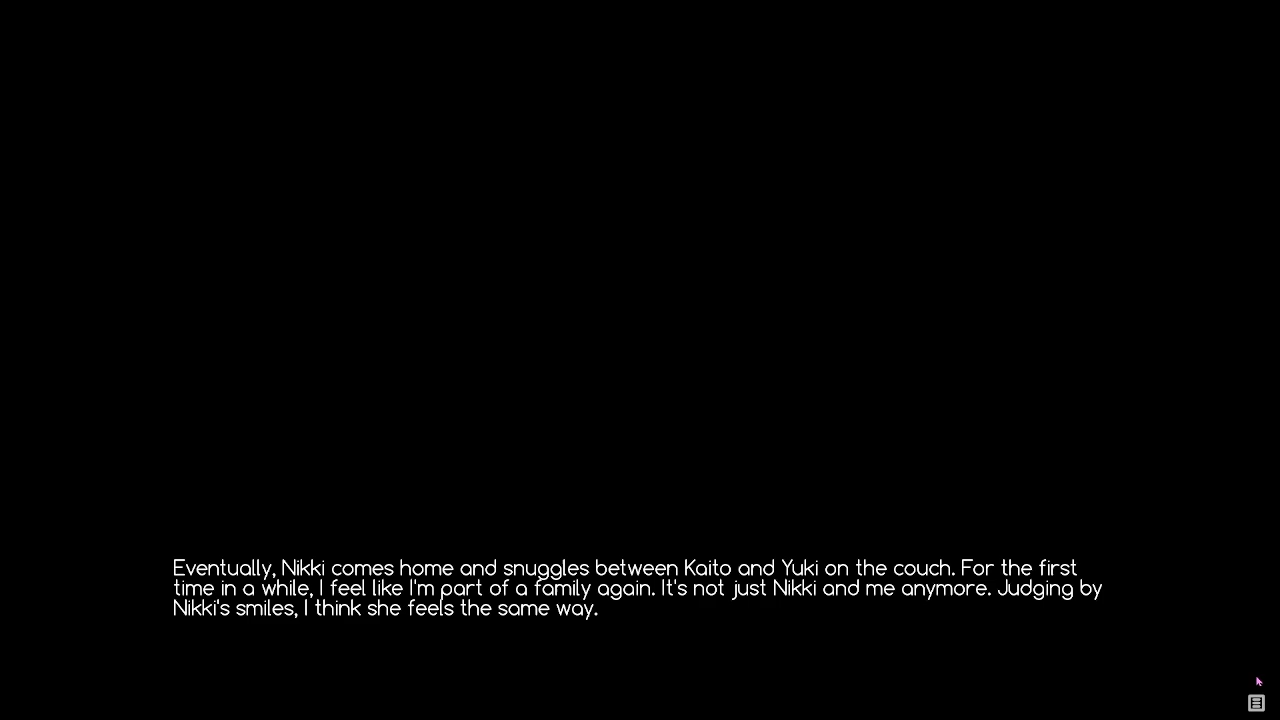 Eventually, Nikki comes home and snuggles between Kaito and Yuki on the couch. For the first
time in a while, I feel like I'm part of a family again. It's not just Nikki and me anymore. Judging by
Nikki's smiles, I think she feels the same way.